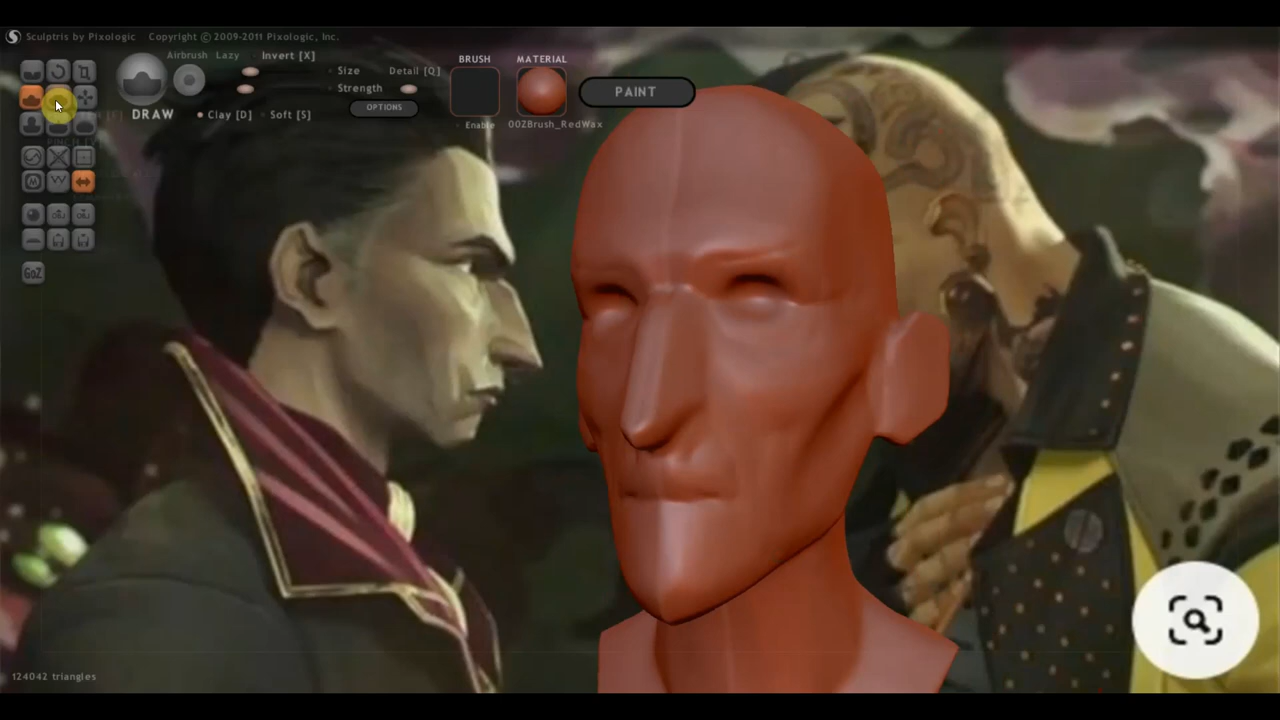 Sculptris by Pixologic Copyright © 2009-2011 Pixologic, Inc.
Airbrush Lazy Invert [X]
Size Detail [Q]
Strength
OPTIONS
DRAW Clay [D] Soft [S]
BRUSH
Enable
MATERIAL
00ZBrush_RedWax
PAINT
GoZ
124042 triangles